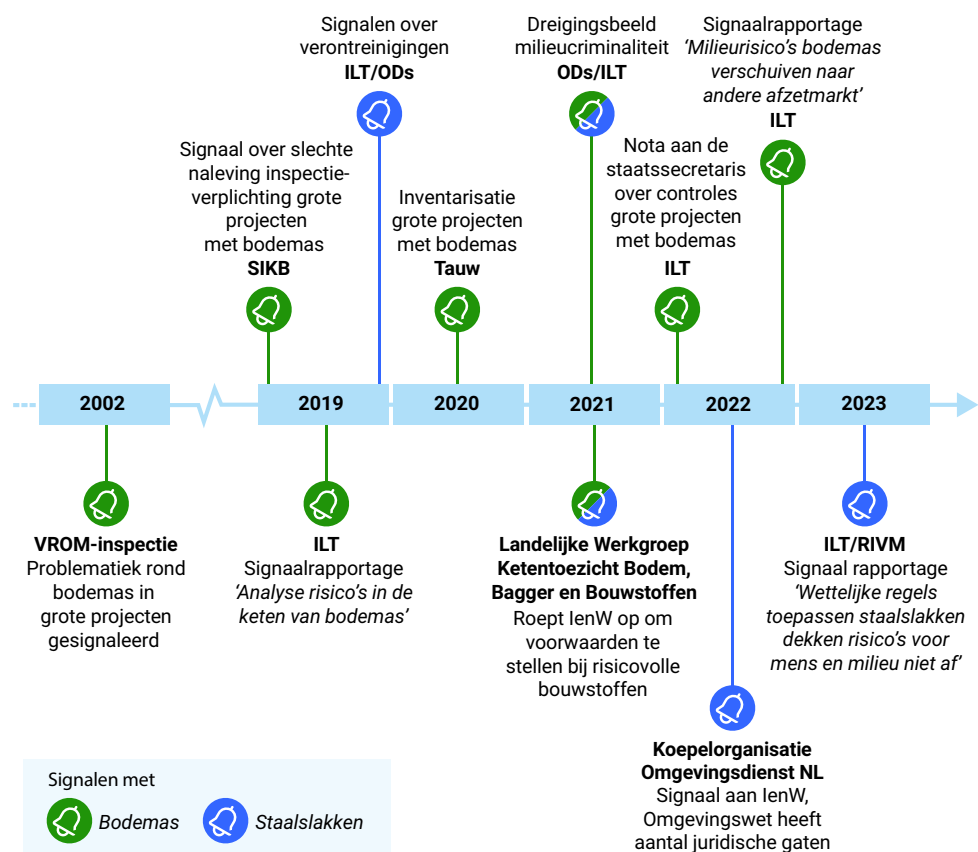 Signalen over
verontreinigingen
ILT/ODs
Dreigingsbeeld
milieucriminaliteit
ODs/ILT
Signaalrapportage
‘Milieurisico’s bodemas
verschuiven naar
andere afzetmarkt’
ILT
Signaal over slechte
naleving inspectie-
verplichting grote
projecten
met bodemas
SIKB
Inventarisatie
grote projecten
met bodemas
Tauw
Nota aan de
staatssecretaris
over controles
grote projecten
met bodemas
ILT
2002
2019
2020
2021
2022
2023
VROM-inspectie
Problematiek rond
bodemas in
grote projecten
gesignaleerd
ILT
Signaalrapportage
‘Analyse risico’s in de
keten van bodemas’
Landelijke Werkgroep
Ketentoezicht Bodem,
Bagger en Bouwstoffen
Roept IenW op om
voorwaarden te
stellen bij risicovolle
bouwstoffen
Koepelorganisatie
Omgevingsdienst NL
Signaal aan IenW,
Omgevingswet heeft
aantal juridische gaten
ILT/RIVM
Signaal rapportage
‘Wettelijke regels
toepassen staalslakken
dekken risico’s voor
mens en milieu niet af’
Signalen met
Bodemas
Staalslakken